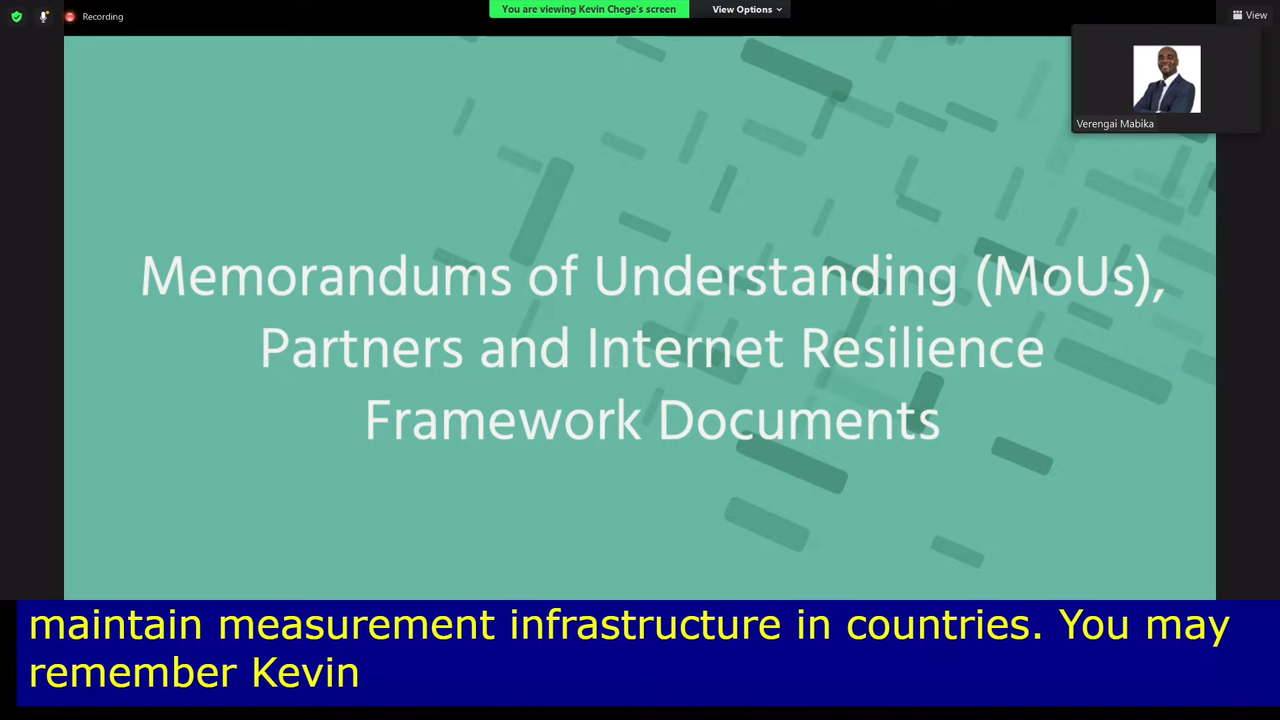 Recording
You are viewing Kevin Chege's screen
View Options
View
Verengai Mabika
Memorandums of Understanding (MoUs),
Partners and Internet Resilience
Framework Documents
maintain measurement infrastructure in countries. You may
remember Kevin